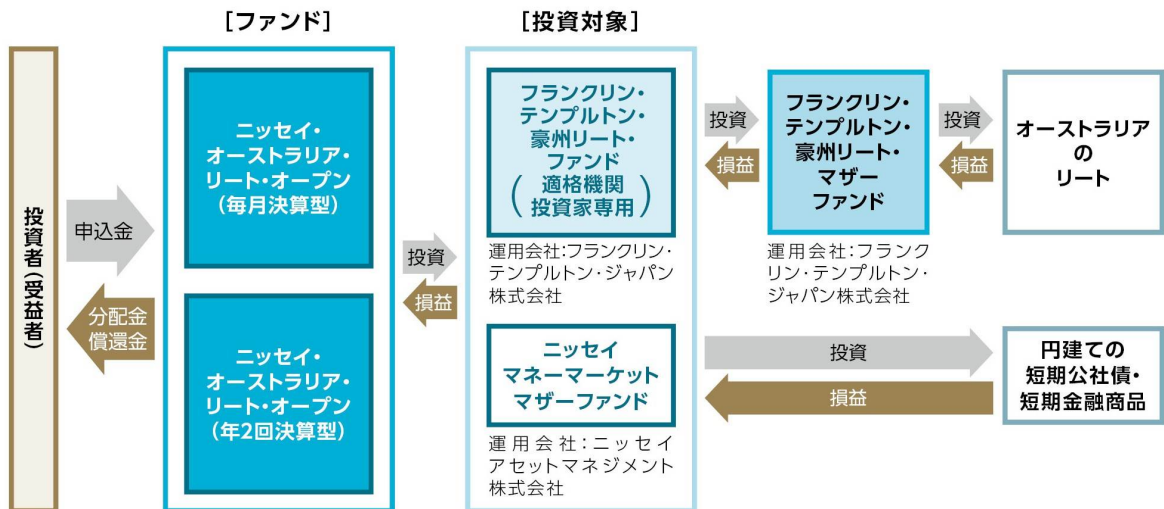 [ファンド]
[投資対象]
投資者(受益者)
申込金
分配金
償還金
ニッセイ・
オーストラリア・
リート・オープン
(毎月決算型)
ニッセイ・
オーストラリア・
リート・オープン
(年2回決算型)
投資
損益
フランクリン・
テンプルトン・
豪州リート・
ファンド
(適格機関
投資家専用)
運用会社:フランクリン・
テンプルトン・ジャパン
株式会社
投資
損益
フランクリン・
テンプルトン・
豪州リート・
マザー
ファンド
運用会社:フランク
リン・テンプルトン・
ジャパン株式会社
投資
損益
オーストラリア
の
リート
ニッセイ
マネーマーケット
マザーファンド
運用会社:ニッセイ
アセットマネジメント
株式会社
投資
損益
円建ての
短期公社債・
短期金融商品